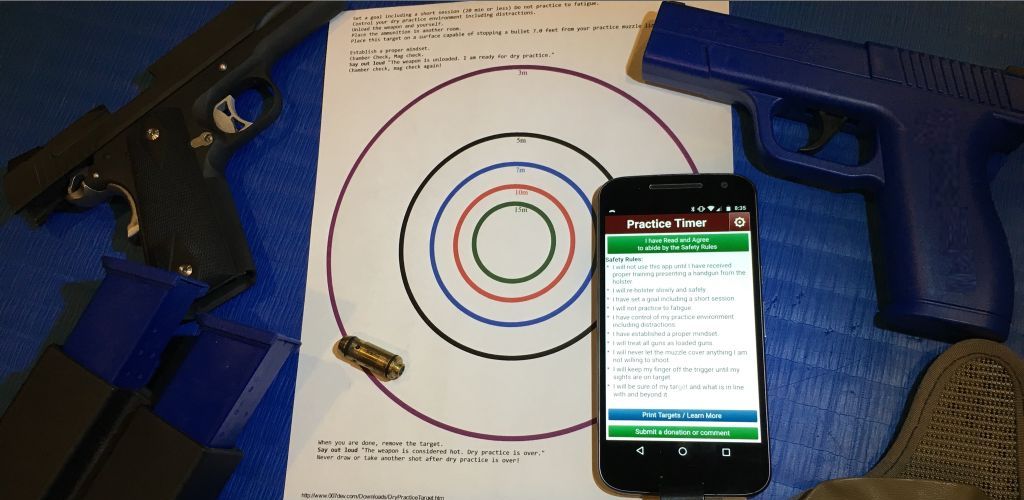 Set a goal including a short session (20 min or less) Do not practice to fatigue.
Control your dry practice environment including distractions.
Unload the weapon and yourself.
Place the ammunition in another room.
Place this target on a surface capable of stopping a bullet 7.0 feet from your practice muzzle
Establish a proper mindset.
Chamber Check, Mag check.
Say out loud "The weapon is unloaded. I am ready for dry practice."
Chamber check, mag check again!
3m
5m
7m
10m
15m
8:35
Practice Timer
I have Read and Agree
to abide by the Safety Rules
Safety Rules:
* I will not use this app until I have received
proper training presenting a handgun from the
holster
* I will re-holster slowly and safely
* I have set a goal including a short session
* I will not practice to fatigue
* I have control of my practice environment
including distractions
* I have established a proper mindset.
* I will treat all guns as loaded guns.
* I will never let the muzzle cover anything I am
not willing to shoot
* I will keep my finger off the trigger until my
sights are on target
* I will be sure of my target and what is in line
with and beyond it
Print Targets / Learn More
Submit a donation or comment
When you are done, remove the target.
Say out loud "The weapon is considered hot. Dry practice is over."
Never draw or take another shot after dry practice is over!
http://www.007dev.com/Downloads/DryPracticeTarget.htm